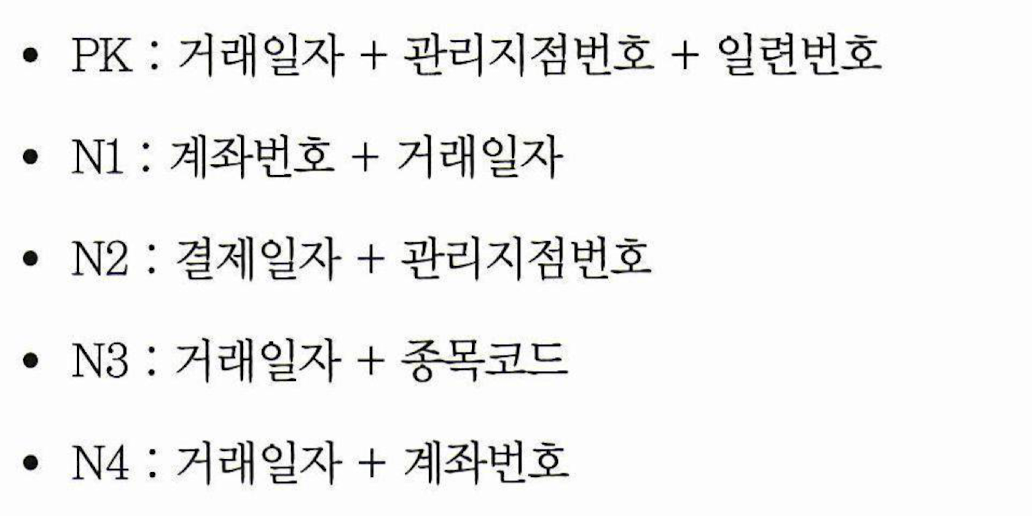 • PK : 거래일자 + 관리지점번호 + 일련번호
• N1 : 계좌번호 + 거래일자
• N2 : 결제일자 + 관리지점번호
• N3 : 거래일자 + 종목코드
• N4 : 거래일자 + 계좌번호